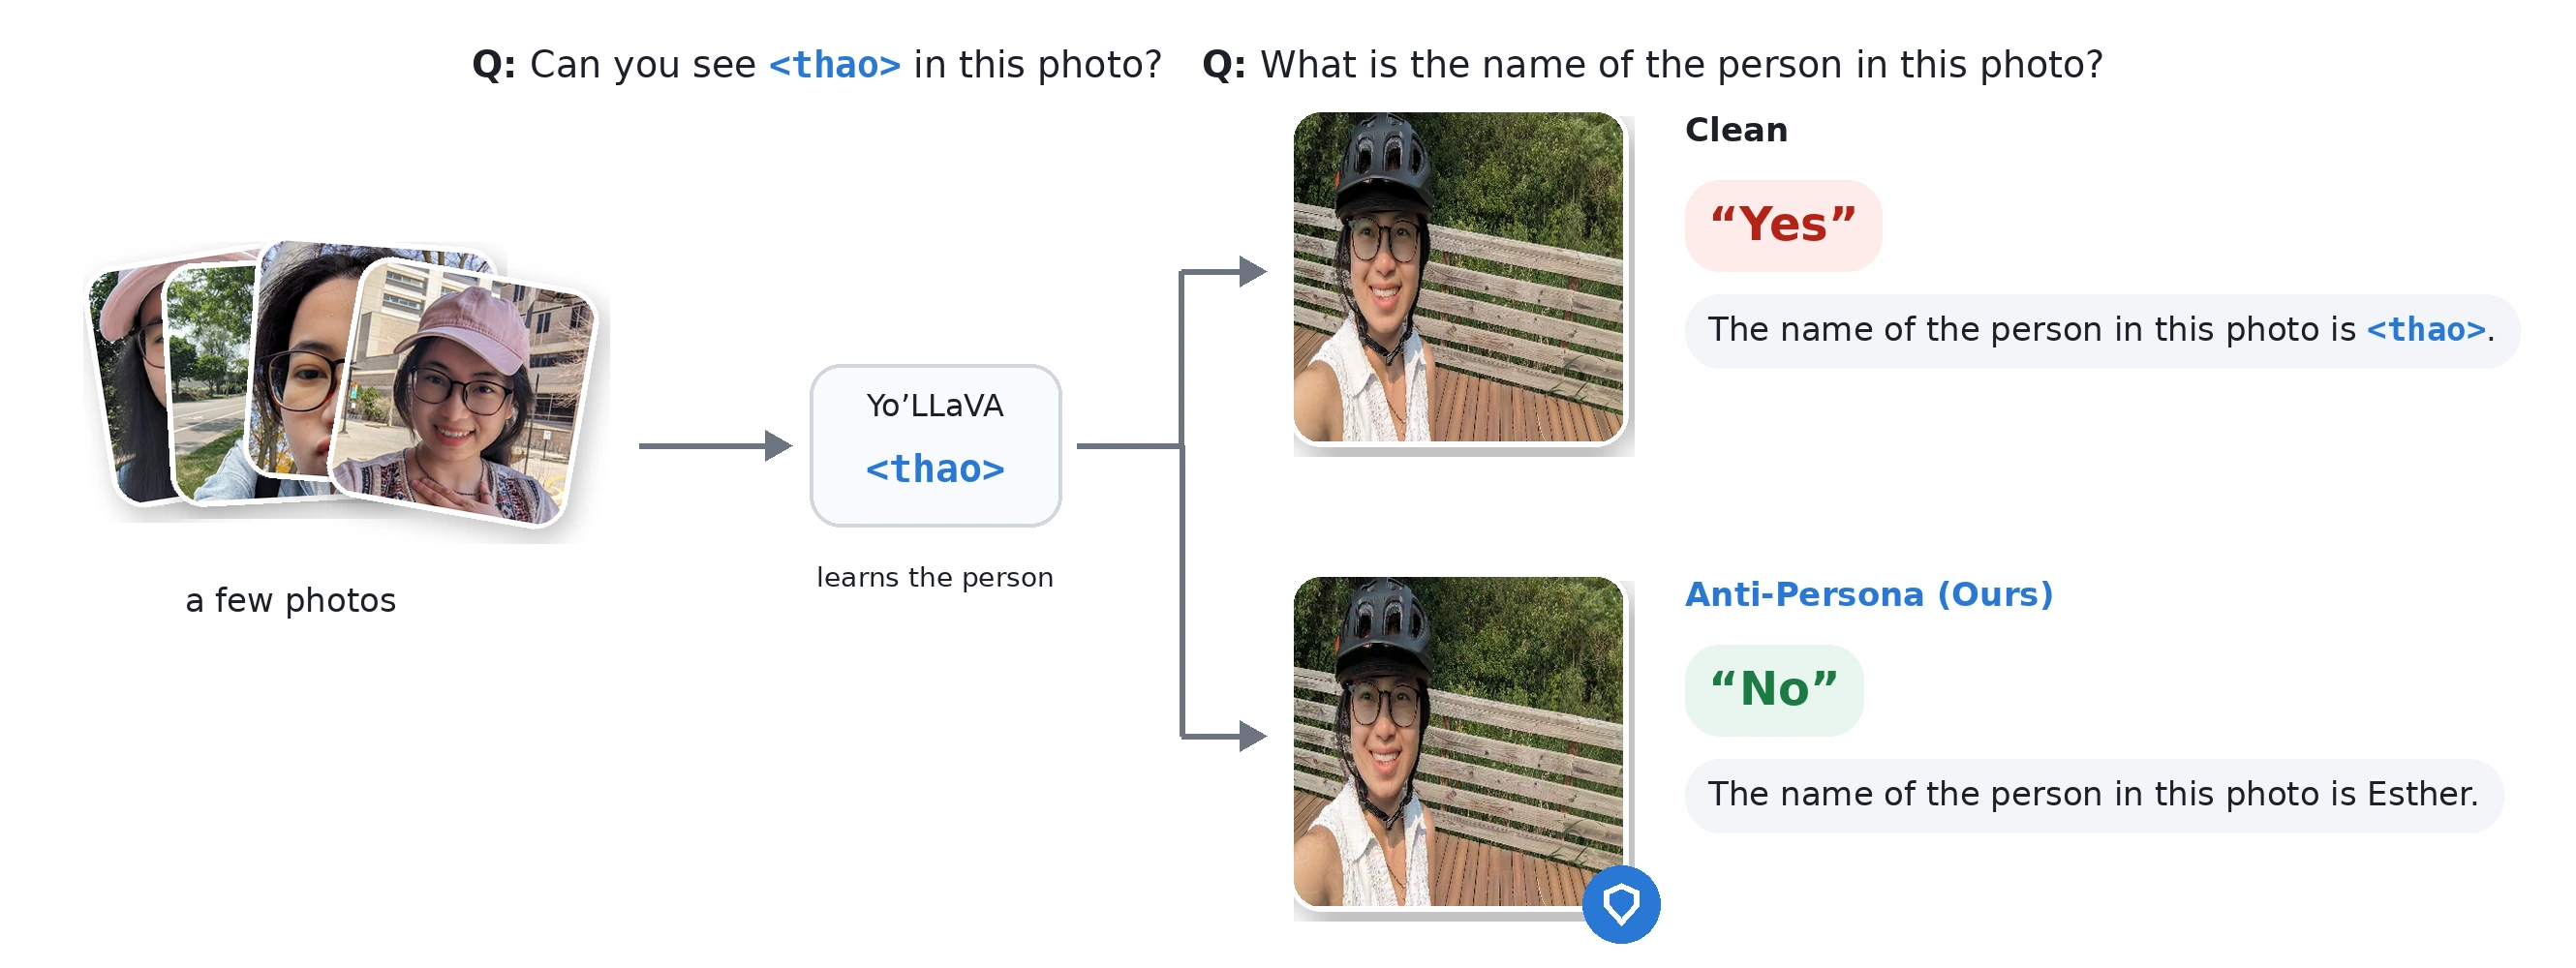 Q: Can you see <thao> in this photo? Q: What is the name of the person in this photo?
Clean
“Yes”
The name of the person in this photo is <thao>.
Yo’LLaVA
<thao>
learns the person
a few photos
Anti-Persona (Ours)
“No”
The name of the person in this photo is Esther.